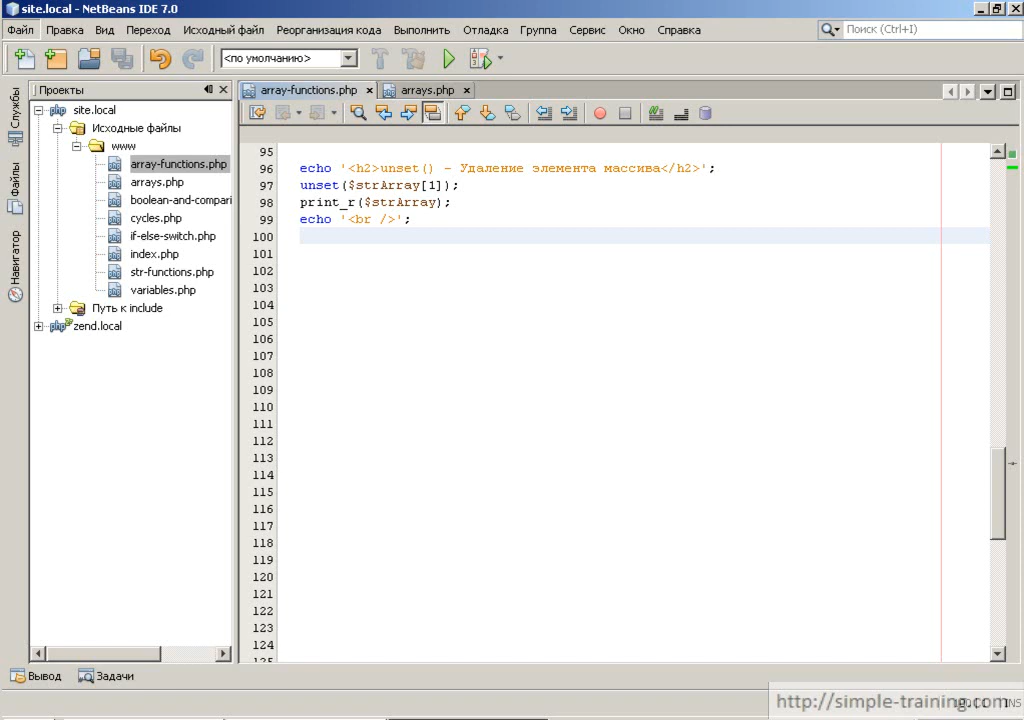 site.local - NetBeans IDE 7.0
Файл Правка Вид Переход Исходный файл Реорганизация кода Выполнить Отладка Группа Сервис Окно Справка
Поиск (Ctrl+I)
<по умолчанию>
Службы
Файлы
Навигатор
Проекты
site.local
Исходные файлы
www
array-functions.php
arrays.php
boolean-and-compari
cycles.php
if-else-switch.php
index.php
str-functions.php
variables.php
Путь к include
zend.local
array-functions.php arrays.php
95
96 echo '<h2>unset() - Удаление элемента массива</h2>';
97 unset($strArray[1]);
98 print_r($strArray);
99 echo '<br />';
100
101
102
103
104
105
106
107
108
109
110
111
112
113
114
115
116
117
118
119
120
121
122
123
124
125
Вывод Задачи
http://simple-training.com